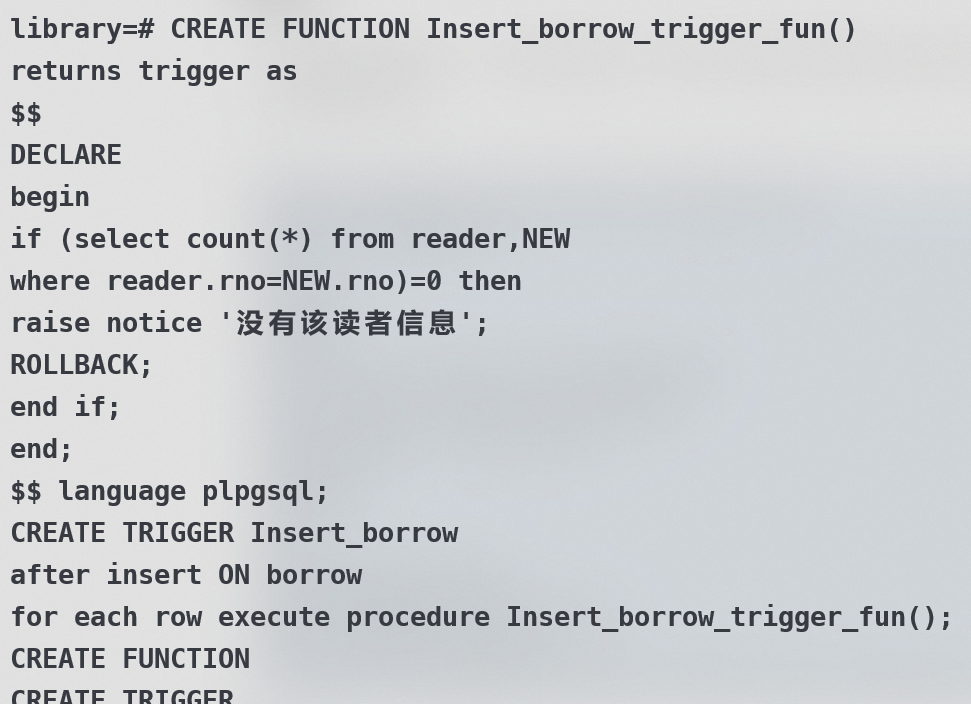 library=# CREATE FUNCTION Insert_borrow_trigger_fun()
returns trigger as
$$
DECLARE
begin
if (select count(*) from reader,NEW
where reader.rno=NEW.rno)=0 then
raise notice '没有该读者信息';
ROLLBACK;
end if;
end;
$$ language plpgsql;
CREATE TRIGGER Insert_borrow
after insert ON borrow
for each row execute procedure Insert_borrow_trigger_fun();
CREATE FUNCTION
CREATE TRIGGER